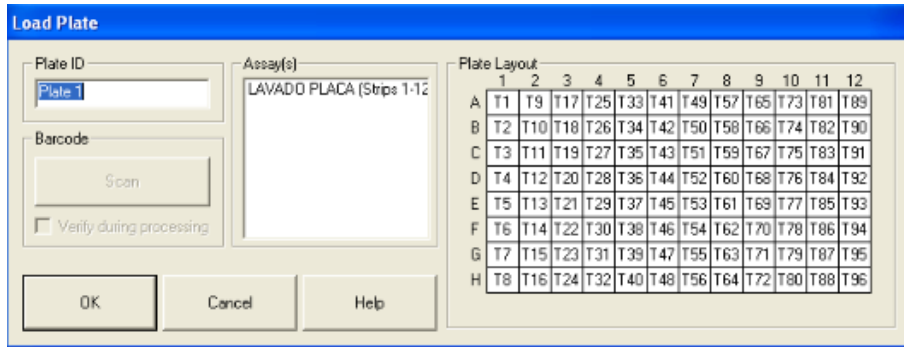 Load Plate
Plate ID
Plate 1
Barcode
Scan
Verify during processing
Assay(s)
LAVADO PLACA (Strips 1-12
Plate Layout
1 2 3 4 5 6 7 8 9 10 11 12
A T1 T9 T17 T25 T33 T41 T49 T57 T65 T73 T81 T89
B T2 T10 T18 T26 T34 T42 T50 T58 T66 T74 T82 T90
C T3 T11 T19 T27 T35 T43 T51 T59 T67 T75 T83 T91
D T4 T12 T20 T28 T36 T44 T52 T60 T68 T76 T84 T92
E T5 T13 T21 T29 T37 T45 T53 T61 T69 T77 T85 T93
F T6 T14 T22 T30 T38 T46 T54 T62 T70 T78 T86 T94
G T7 T15 T23 T31 T39 T47 T55 T63 T71 T79 T87 T95
H T8 T16 T24 T32 T40 T48 T56 T64 T72 T80 T88 T96
OK Cancel Help